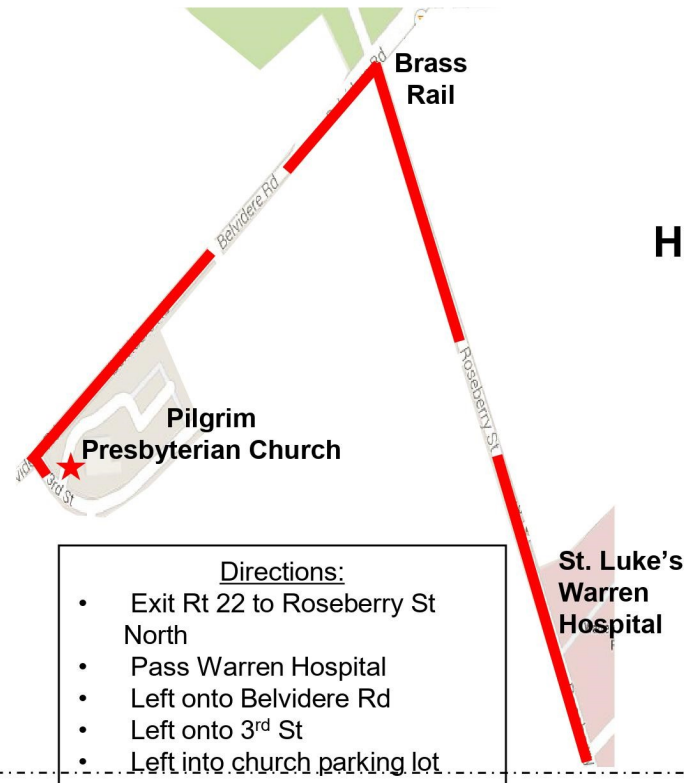 Brass
Rail
Rd
H
Belvidere Rd
Roseberry St
Pilgrim
Presbyterian Church
3rd St
St. Luke’s
Warren
Hospital
Directions:
• Exit Rt 22 to Roseberry St
North
• Pass Warren Hospital
• Left onto Belvidere Rd
• Left onto 3rd St
• Left into church parking lot